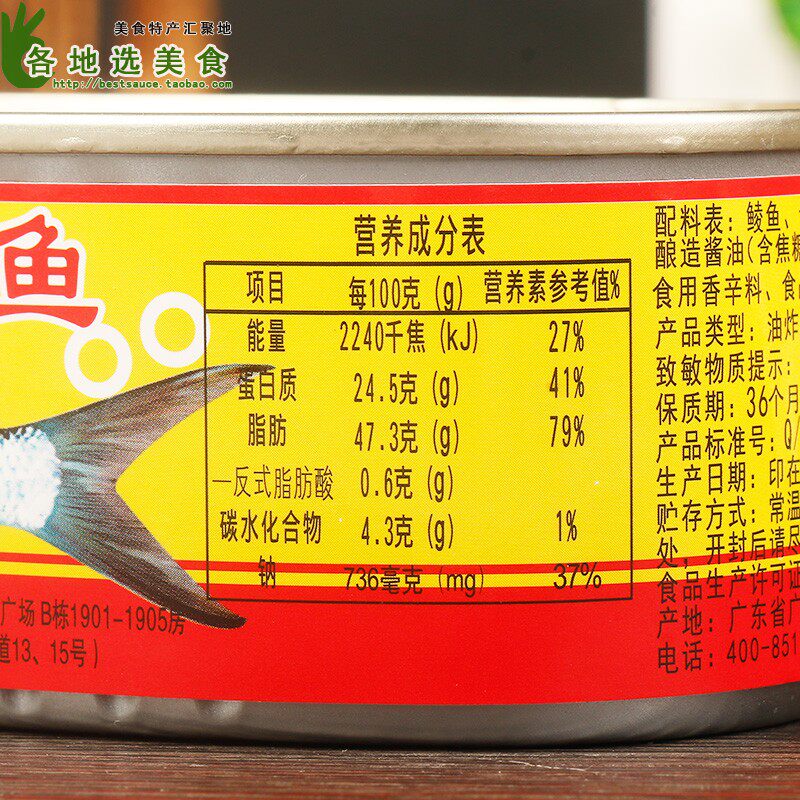 美食特产汇聚地
各地选美食
http://bestsauce.taobao.com
鱼
营养成分表
项目 每100克 (g) 营养素参考值%
能量 2240千焦 (kJ) 27%
蛋白质 24.5克 (g) 41%
脂肪 47.3克 (g) 79%
—反式脂肪酸 0.6克 (g)
碳水化合物 4.3克 (g) 1%
钠 736毫克 (mg) 37%
广场 B栋1901-1905房
道13、15号)
配料表: 鲮鱼、
酿造酱油(含焦糖
食用香辛料、食
产品类型: 油炸
致敏物质提示:
保质期: 36个月
产品标准号: Q/
生产日期: 印在
贮存方式: 常温
处, 开封后请尽
食品生产许可证
产地: 广东省广
电话: 400-851